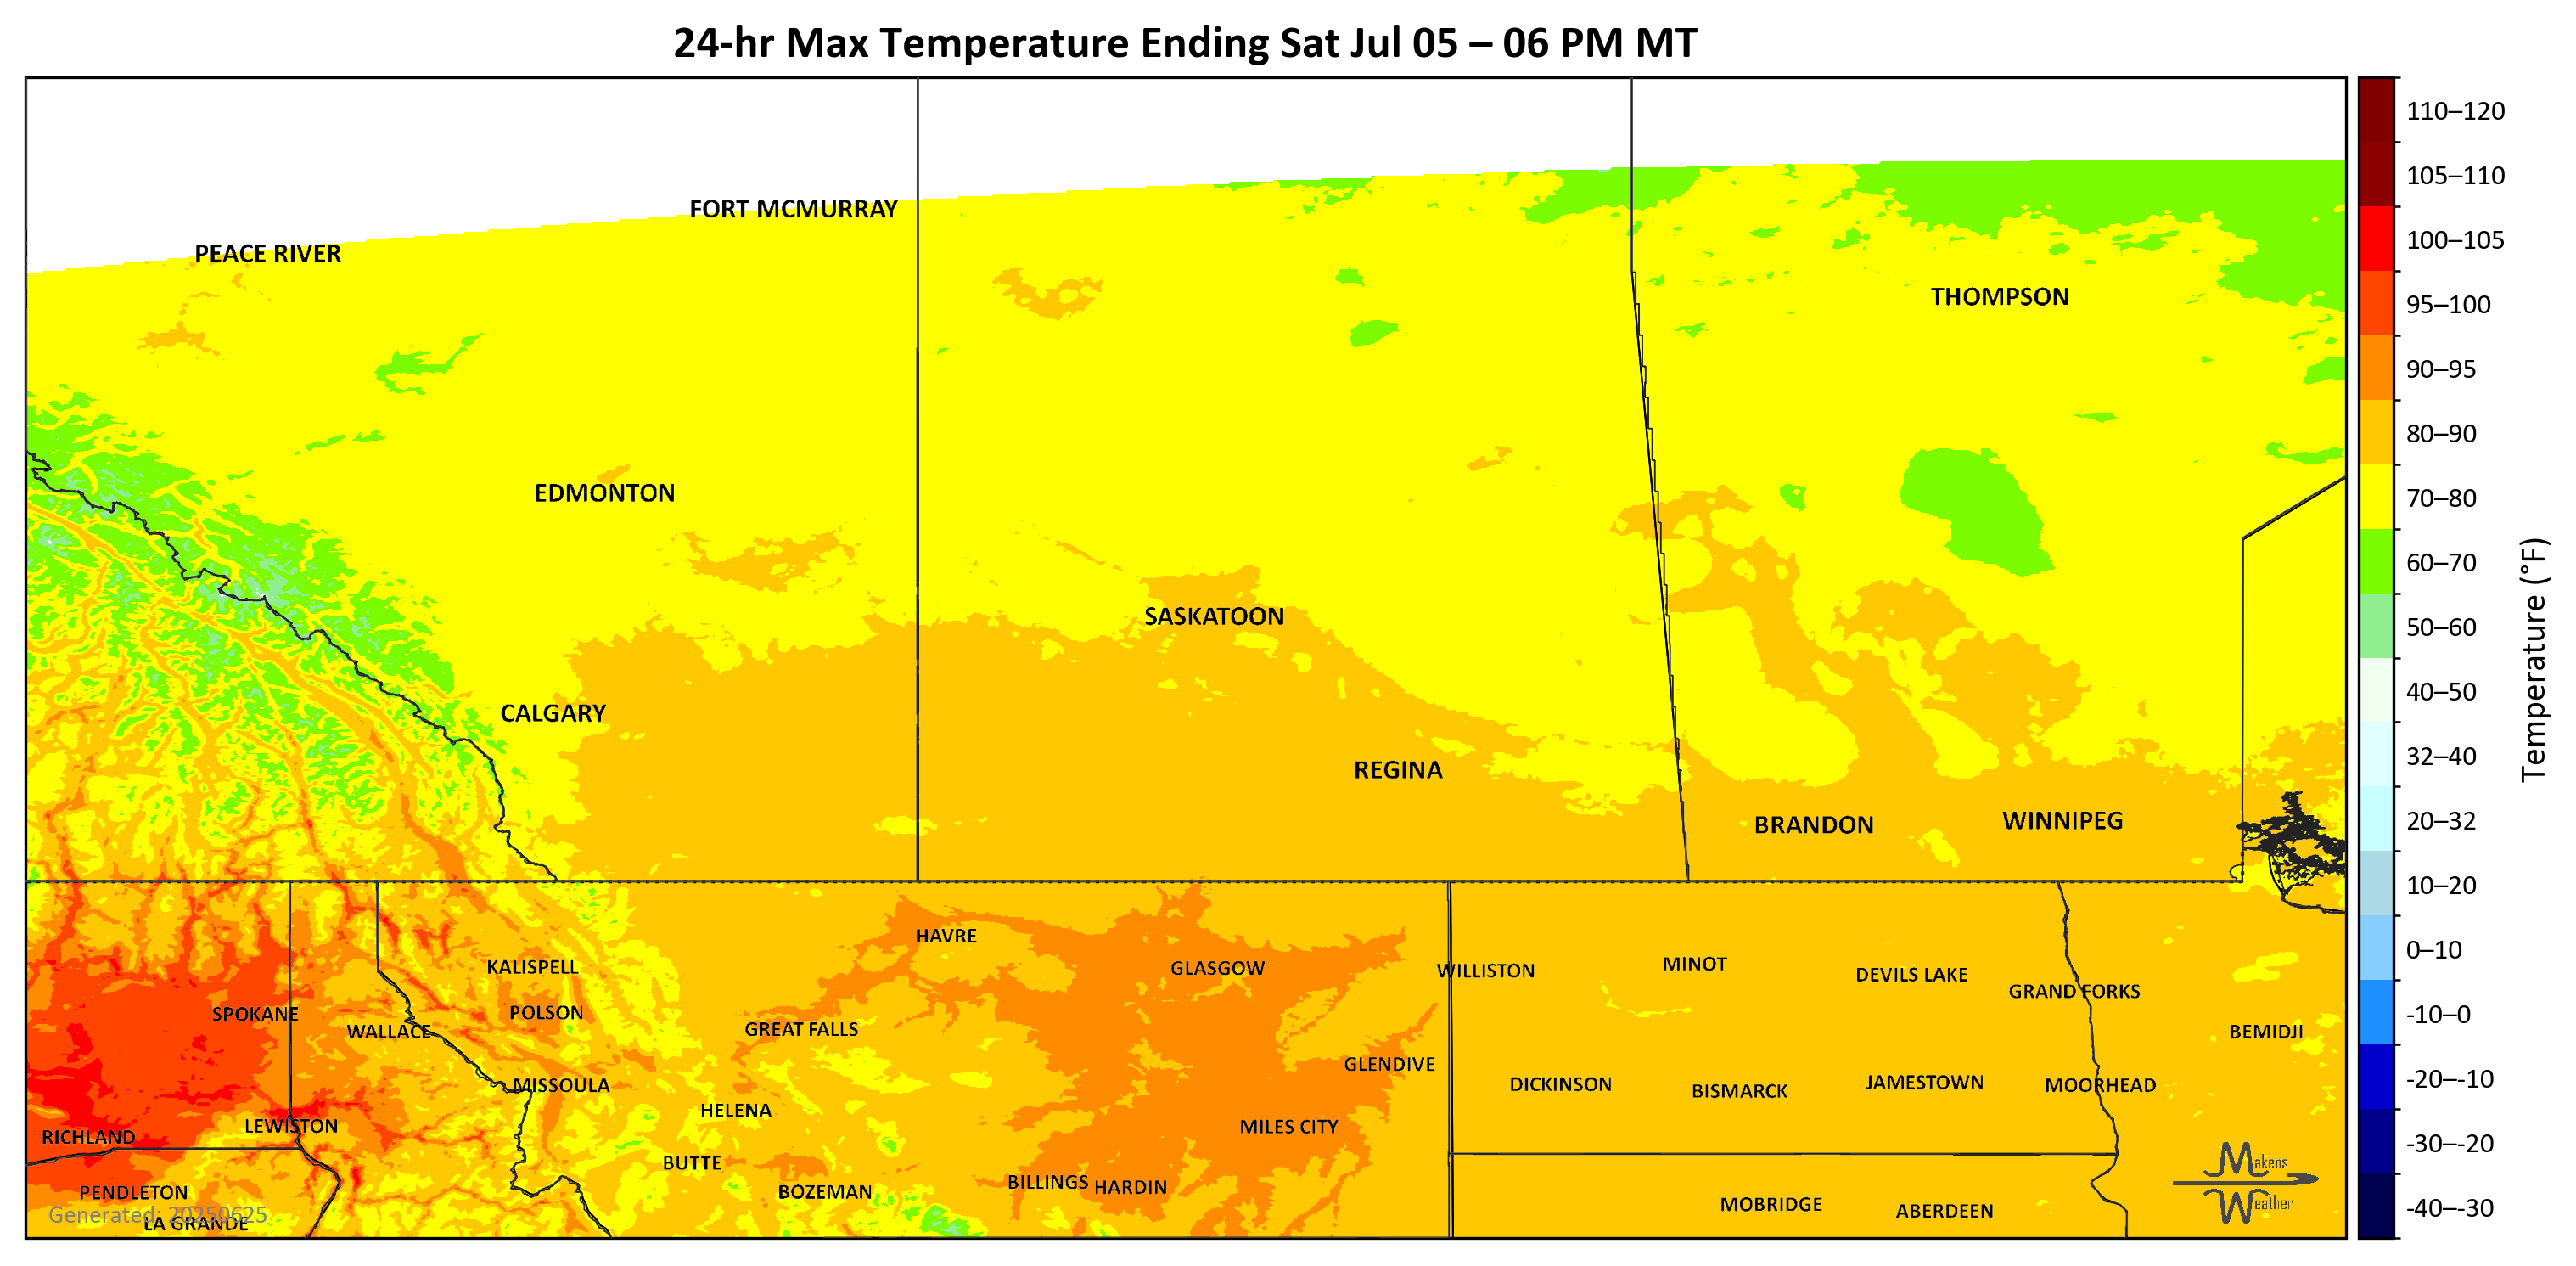 24-hr Max Temperature Ending Sat Jul 05 – 06 PM MT
110–120
105–110
100–105
95–100
90–95
80–90
70–80
60–70
50–60
40–50
32–40
20–32
10–20
0–10
-10–0
-20–-10
-30–-20
-40–-30
Temperature (°F)
FORT MCMURRAY
PEACE RIVER
THOMPSON
EDMONTON
SASKATOON
CALGARY
REGINA
BRANDON
WINNIPEG
HAVRE
KALISPELL
GLASGOW
WILLISTON
MINOT
DEVILS LAKE
GRAND FORKS
SPOKANE
POLSON
WALLACE
GREAT FALLS
BEMIDJI
GLENDIVE
MISSOULA
DICKINSON
BISMARCK
JAMESTOWN
MOORHEAD
HELENA
LEWISTON
MILES CITY
RICHLAND
BUTTE
BILLINGS
HARDIN
PENDLETON
BOZEMAN
MOBRIDGE
ABERDEEN
Generated: 20250625
LA GRANDE
Makens
Weather